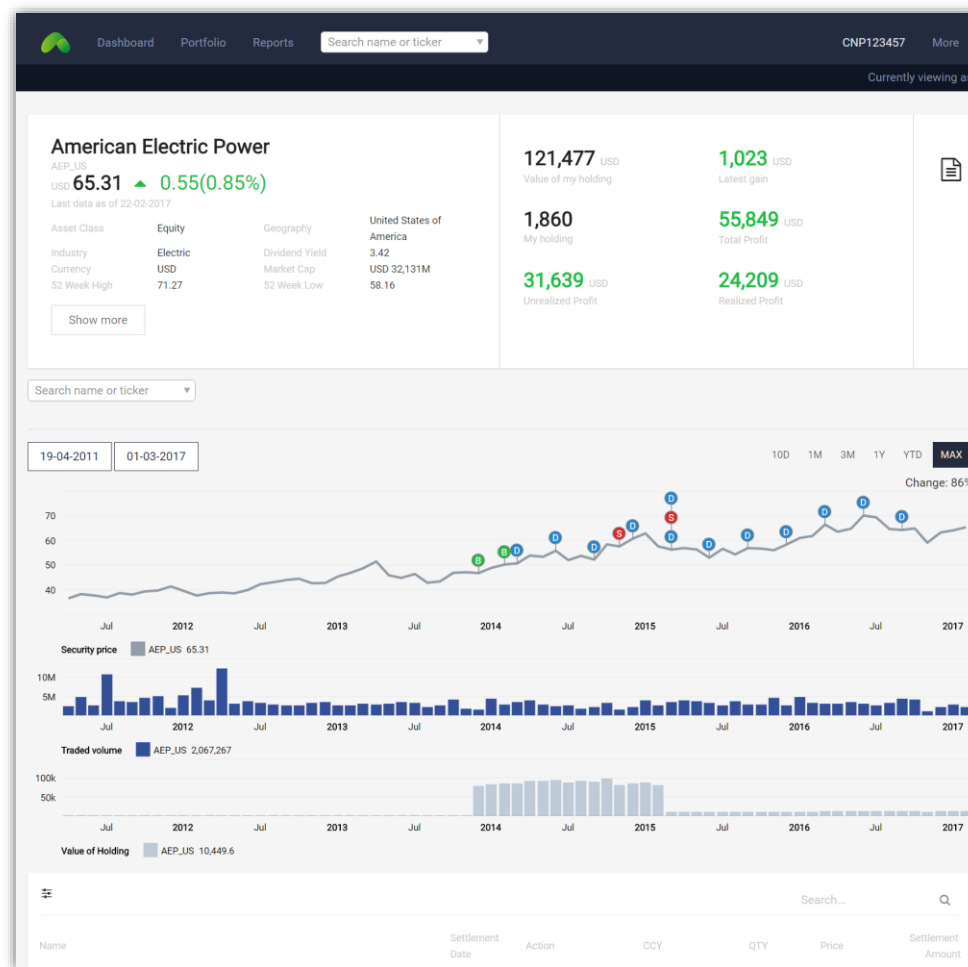 Dashboard Portfolio Reports Search name or ticker CNP123457 More
Currently viewing as
American Electric Power
AEP_US
USD 65.31 0.55(0.85%)
Last data as of 22-02-2017
Asset Class Equity Geography United States of America
Industry Electric Dividend Yield 3.42
Currency USD Market Cap USD 32,131M
52 Week High 71.27 52 Week Low 58.16
Show more
121,477 USD 1,023 USD
Value of my holding Latest gain
1,860 55,849 USD
My holding Total Profit
31,639 USD 24,209 USD
Unrealized Profit Realized Profit
Search name or ticker
19-04-2011 01-03-2017 10D 1M 3M 1Y YTD MAX
Change: 86%
D
D S D D
S D D D D
B B D D D D D D
70
60
50
40
Jul 2012 Jul 2013 Jul 2014 Jul 2015 Jul 2016 Jul 2017
Security price AEP_US 65.31
10M
5M
Jul 2012 Jul 2013 Jul 2014 Jul 2015 Jul 2016 Jul 2017
Traded volume AEP_US 2,067,267
100k
50k
Jul 2012 Jul 2013 Jul 2014 Jul 2015 Jul 2016 Jul 2017
Value of Holding AEP_US 10,449.6
Search...
Name Settlement Date Action CCY QTY Price Settlement Amount